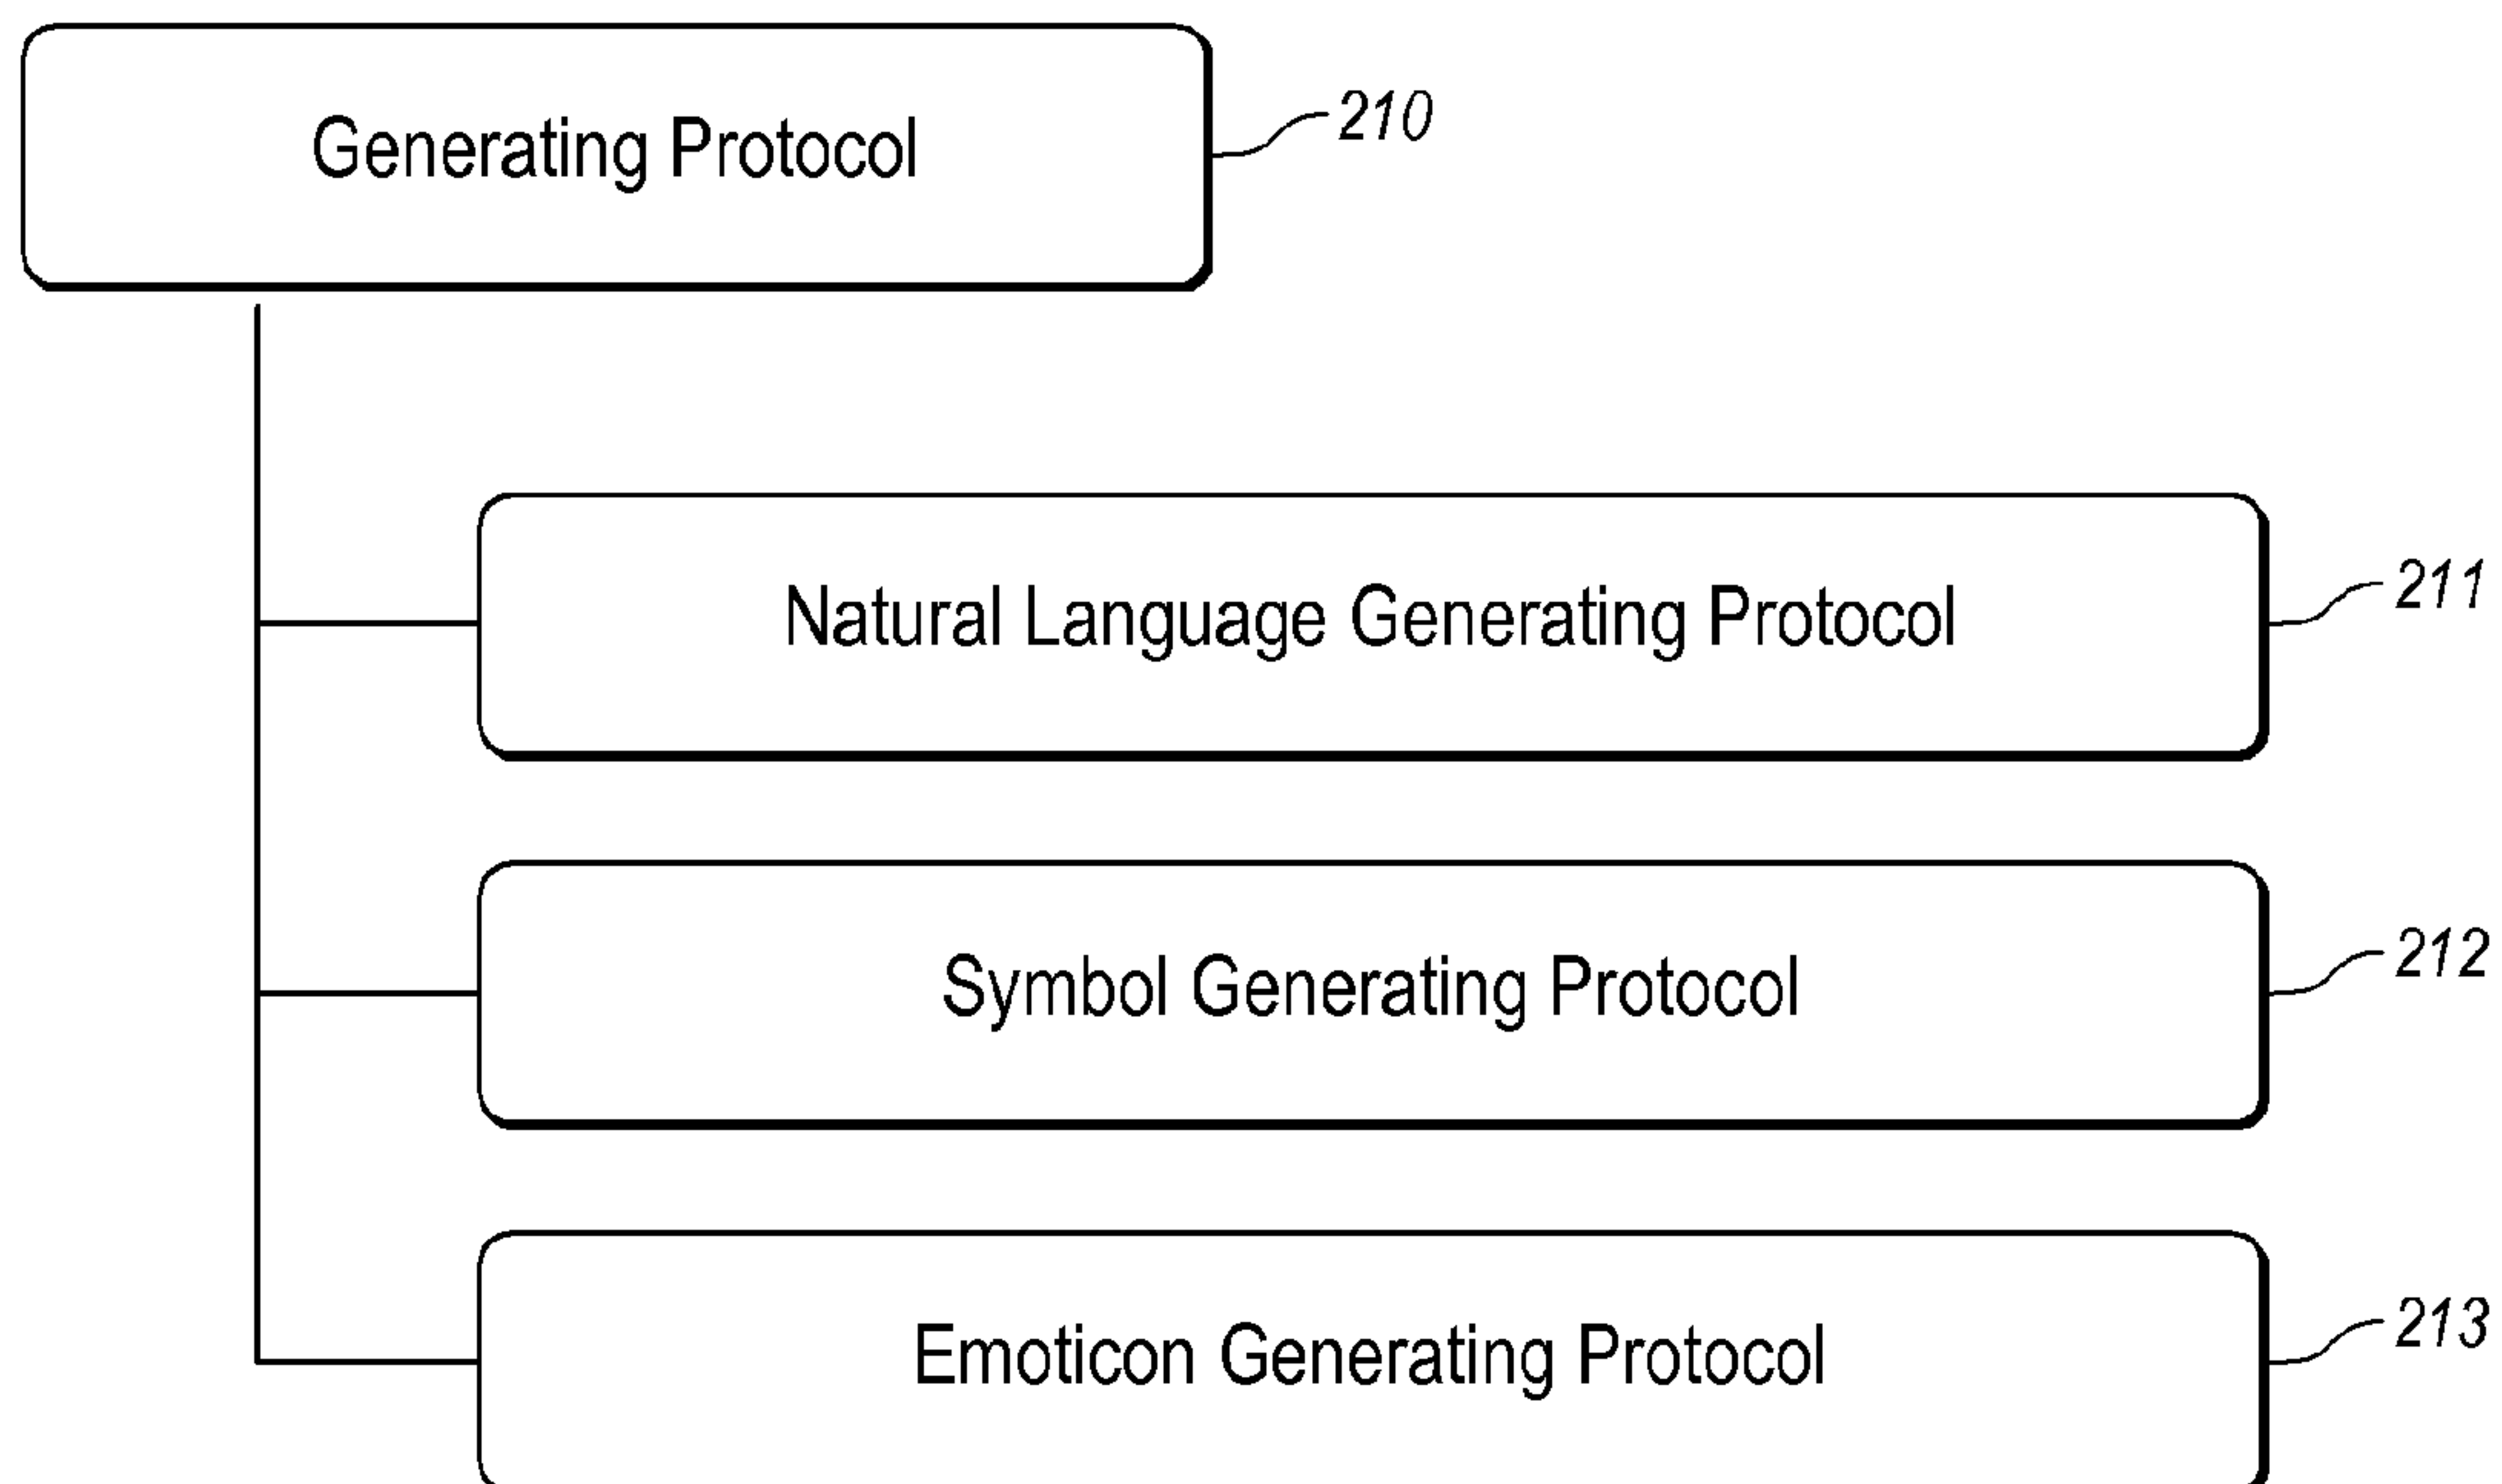 Generating Protocol
210
Natural Language Generating Protocol
211
Symbol Generating Protocol
212
Emoticon Generating Protocol
213